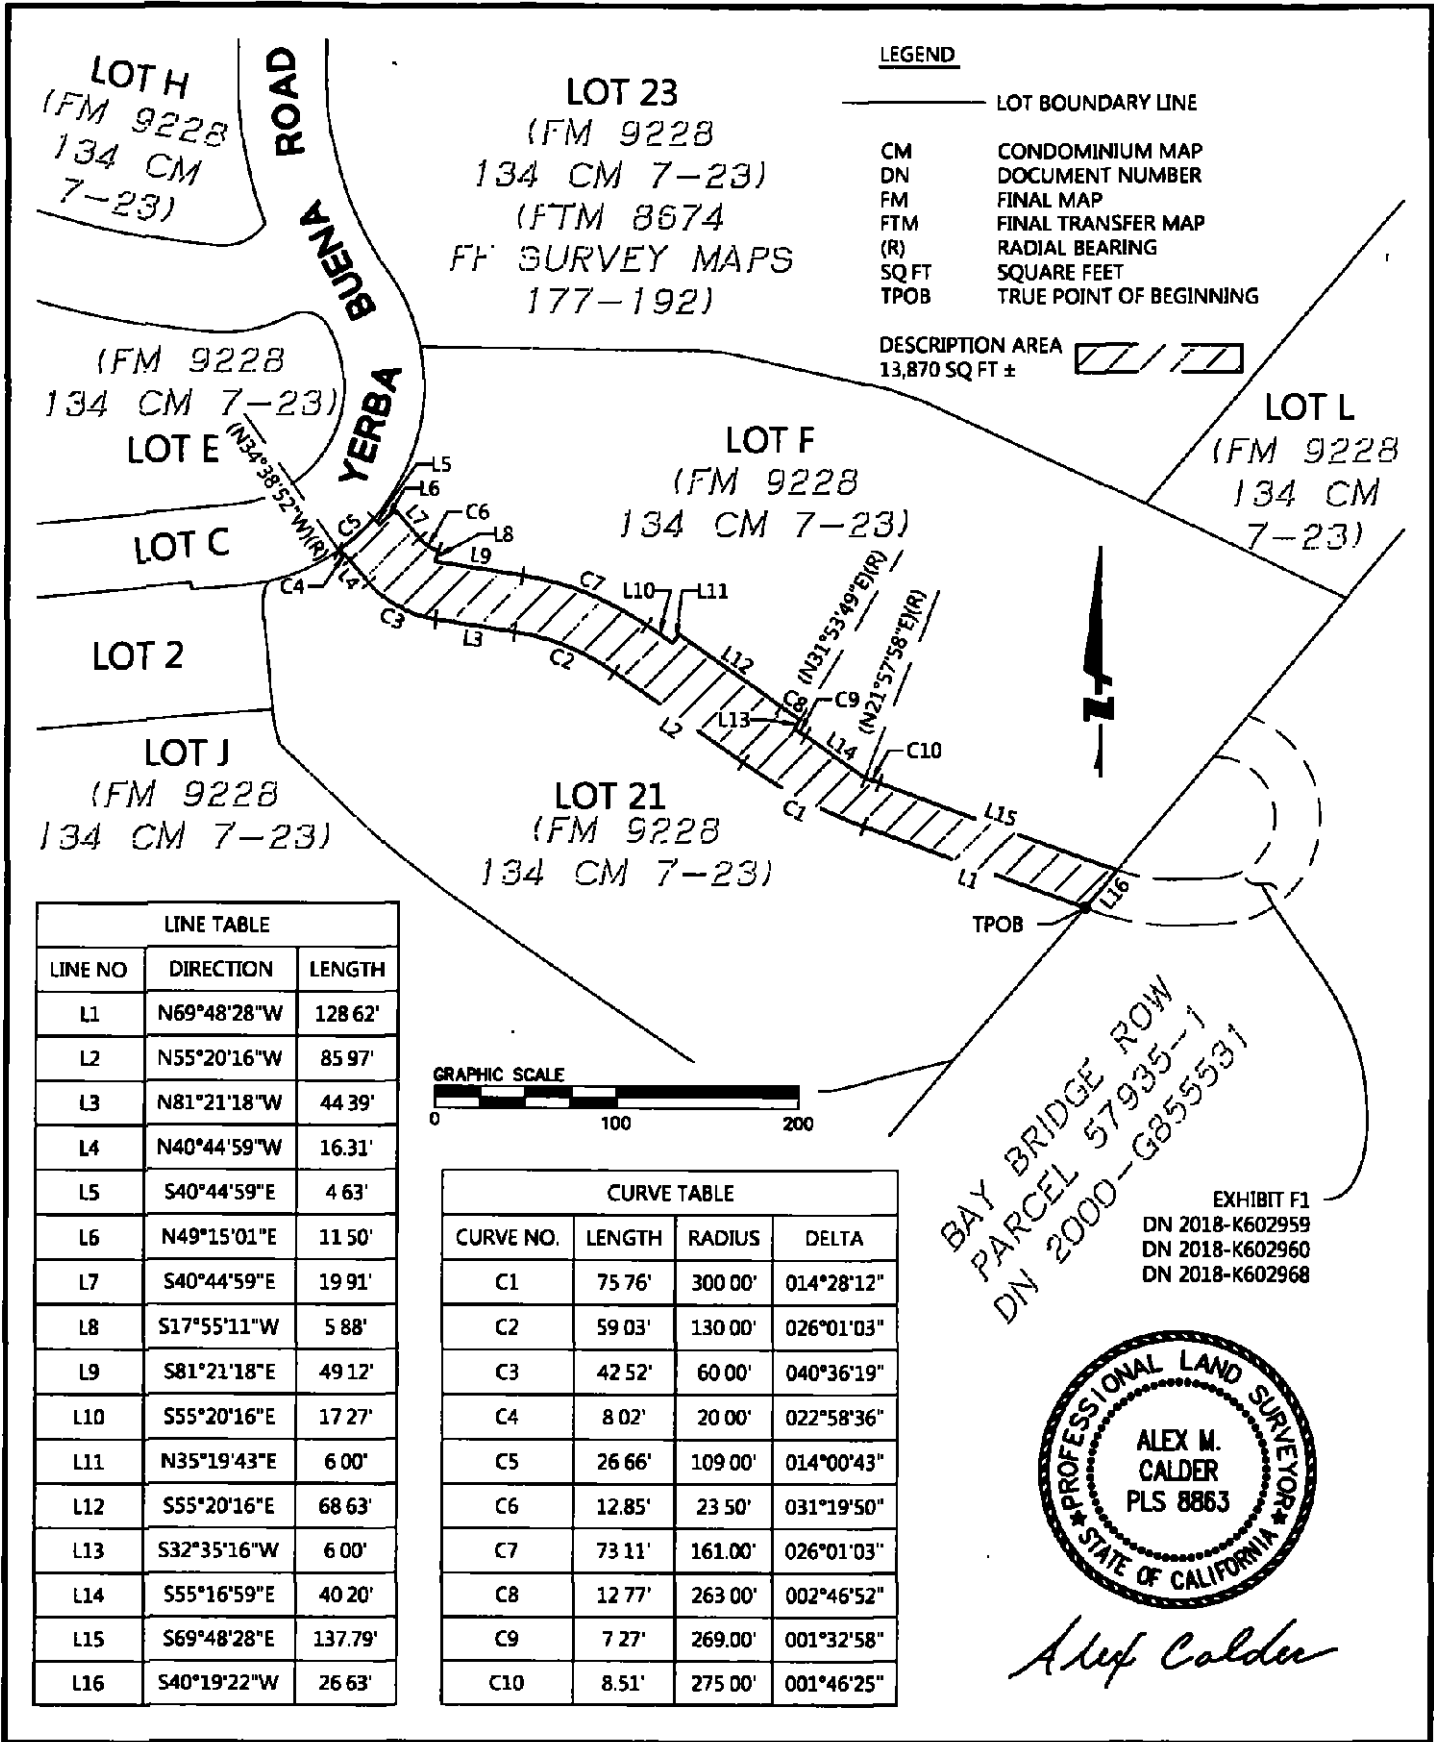 LOT H
(FM 9228
134 CM
7-23)
YERBA BUENA ROAD
LOT 23
(FM 9228
134 CM 7-23)
(FTM 8674
FF SURVEY MAPS
177-192)
LEGEND
LOT BOUNDARY LINE
CM CONDOMINIUM MAP
DN DOCUMENT NUMBER
FM FINAL MAP
FTM FINAL TRANSFER MAP
(R) RADIAL BEARING
SQ FT SQUARE FEET
TPOB TRUE POINT OF BEGINNING
DESCRIPTION AREA
13,870 SQ FT ±
(FM 9228
134 CM 7-23)
LOT E
(N34°38'52"W)(R)
LOT C
LOT 2
LOT J
(FM 9228
134 CM 7-23)
LOT F
(FM 9228
134 CM 7-23)
LOT L
(FM 9228
134 CM
7-23)
L5
L6
C5
L7
C6
L8
L9
C4
L4
C3
L3
C7
C2
L10
L11
L12
L2
(N31°53'49"E)(R)
(N21°57'58"E)(R)
C8
C9
L13
L14
C10
C1
L15
L1
L16
TPOB
LOT 21
(FM 9228
134 CM 7-23)
LINE TABLE
LINE NO DIRECTION LENGTH
L1 N69°48'28"W 128 62'
L2 N55°20'16"W 85 97'
L3 N81°21'18"W 44 39'
L4 N40°44'59"W 16.31'
L5 S40°44'59"E 4 63'
L6 N49°15'01"E 11 50'
L7 S40°44'59"E 19 91'
L8 S17°55'11"W 5 88'
L9 S81°21'18"E 49 12'
L10 S55°20'16"E 17 27'
L11 N35°19'43"E 6 00'
L12 S55°20'16"E 68 63'
L13 S32°35'16"W 6 00'
L14 S55°16'59"E 40 20'
L15 S69°48'28"E 137.79'
L16 S40°19'22"W 26 63'
GRAPHIC SCALE
0 100 200
CURVE TABLE
CURVE NO. LENGTH RADIUS DELTA
C1 75 76' 300 00' 014°28'12"
C2 59 03' 130 00' 026°01'03"
C3 42 52' 60 00' 040°36'19"
C4 8 02' 20 00' 022°58'36"
C5 26 66' 109 00' 014°00'43"
C6 12.85' 23 50' 031°19'50"
C7 73 11' 161.00' 026°01'03"
C8 12 77' 263 00' 002°46'52"
C9 7 27' 269.00' 001°32'58"
C10 8.51' 275 00' 001°46'25"
BAY BRIDGE ROW
PARCEL 57935-1
DN 2000-G855531
EXHIBIT F1
DN 2018-K602959
DN 2018-K602960
DN 2018-K602968
PROFESSIONAL LAND SURVEYOR
ALEX M.
CALDER
PLS 8863
STATE OF CALIFORNIA
Alex Calder